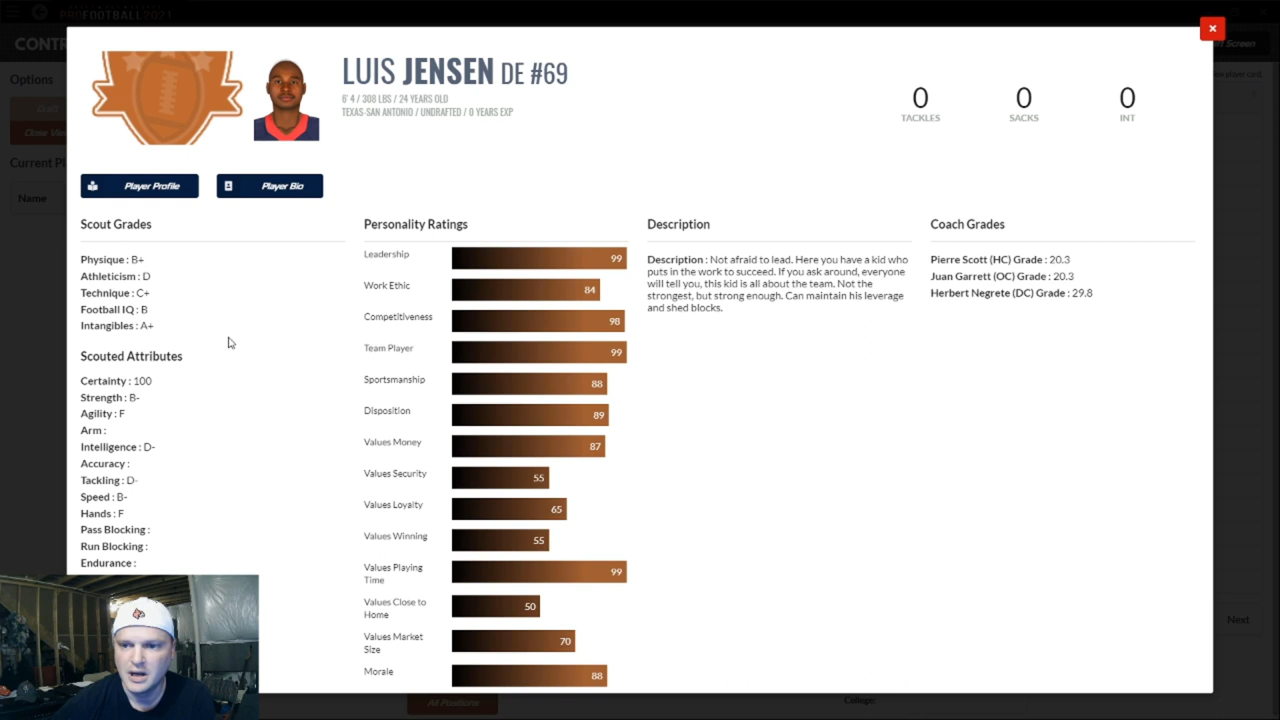 PROFOOTBALL2021
CONTR
rt Screen
Options
Draft
Close Vie
Current Pl
Name
LUIS JENSEN DE #69
6' 4 / 308 LBS / 24 YEARS OLD
TEXAS-SAN ANTONIO / UNDRAFTED / 0 YEARS EXP
0
TACKLES
0
SACKS
0
INT
Player Profile
Player Bio
Scout Grades
Physique : B+
Athleticism : D
Technique : C+
Football IQ : B
Intangibles : A+
Scouted Attributes
Certainty : 100
Strength : B-
Agility : F
Arm :
Intelligence : D-
Accuracy :
Tackling : D-
Speed : B-
Hands : F
Pass Blocking :
Run Blocking :
Endurance :
Personality Ratings
Leadership 99
Work Ethic 84
Competitiveness 98
Team Player 99
Sportsmanship 88
Disposition 89
Values Money 87
Values Security 55
Values Loyalty 65
Values Winning 55
Values Playing 99
Time
Values Close to 50
Home
Values Market 70
Size
Morale 88
Description
Description : Not afraid to lead. Here you have a kid who
puts in the work to succeed. If you ask around, everyone
will tell you, this kid is all about the team. Not the
strongest, but strong enough. Can maintain his leverage
and shed blocks.
Coach Grades
Pierre Scott (HC) Grade : 20.3
Juan Garrett (OC) Grade : 20.3
Herbert Negrete (DC) Grade : 29.8
Next
All Positions
College: